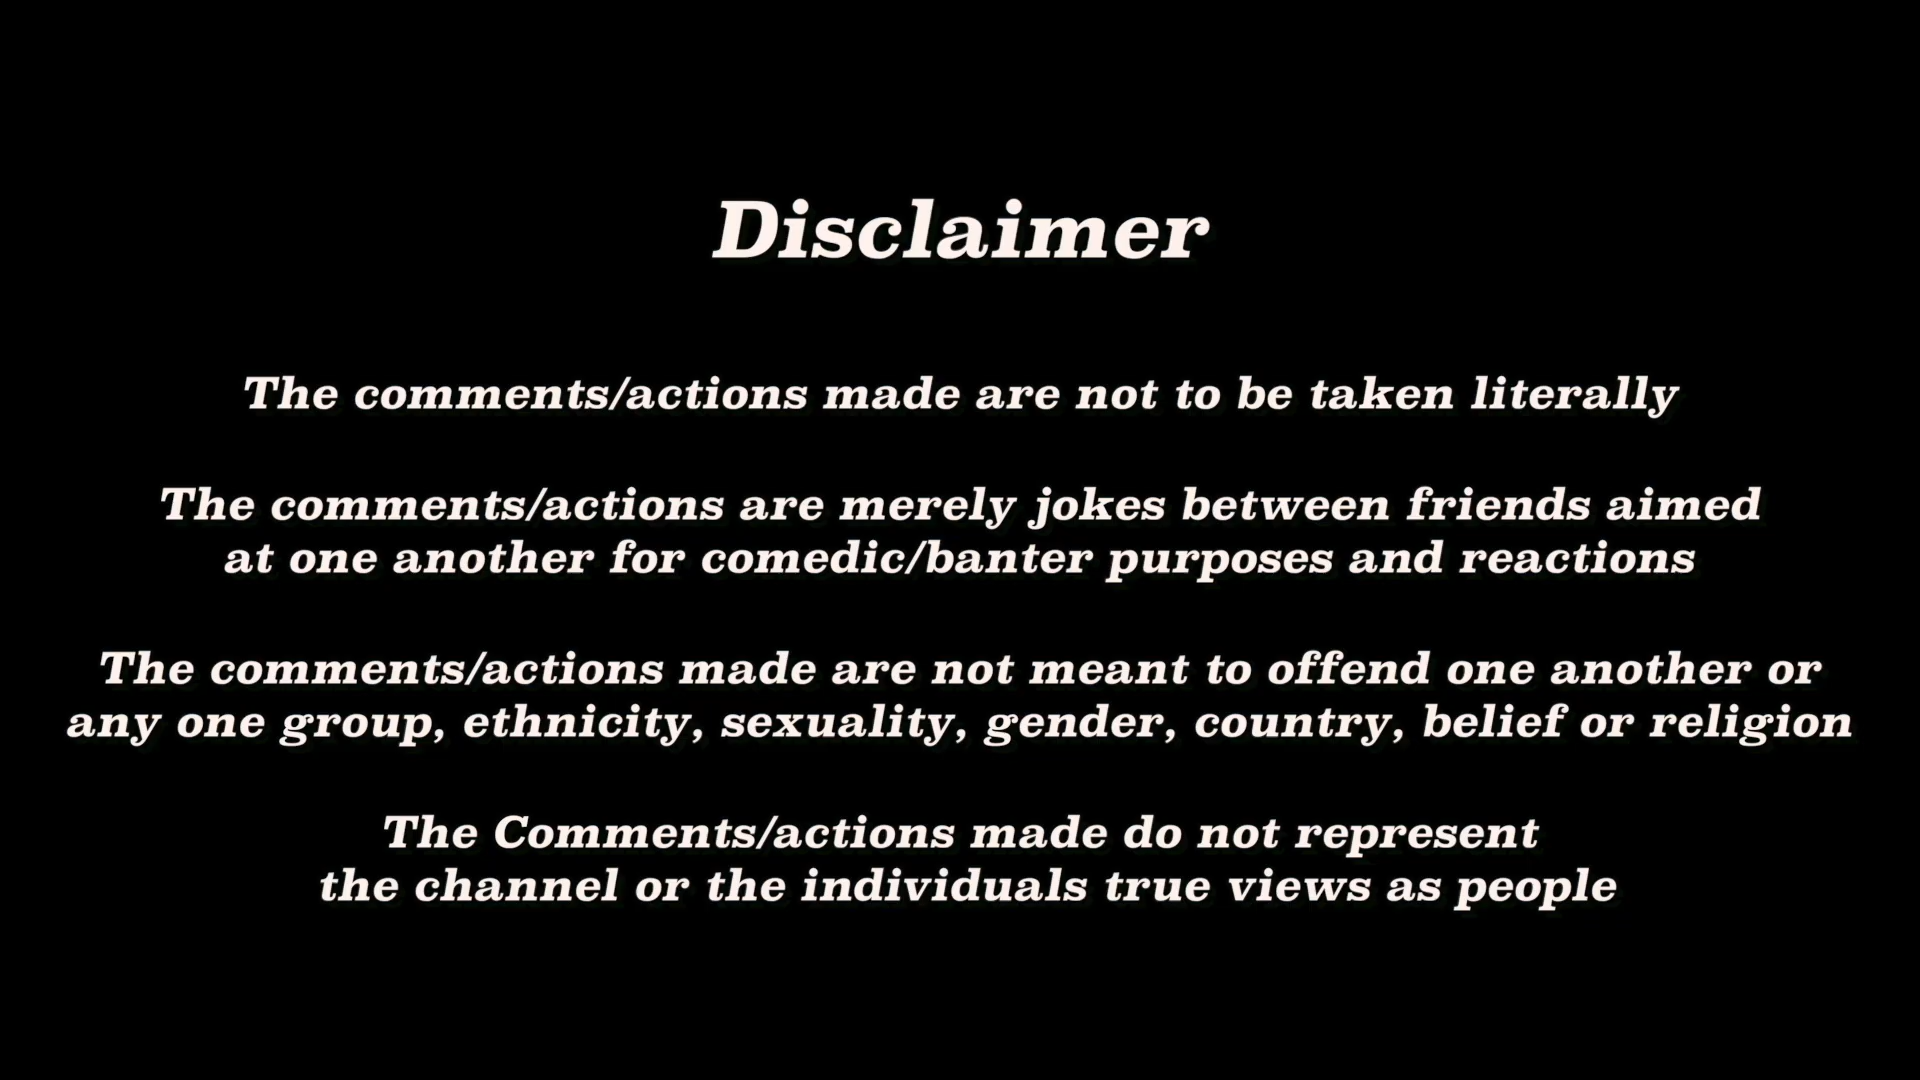 Disclaimer
The comments/actions made are not to be taken literally
The comments/actions are merely jokes between friends aimed
at one another for comedic/banter purposes and reactions
The comments/actions made are not meant to offend one another or
any one group, ethnicity, sexuality, gender, country, belief or religion
The Comments/actions made do not represent
the channel or the individuals true views as people